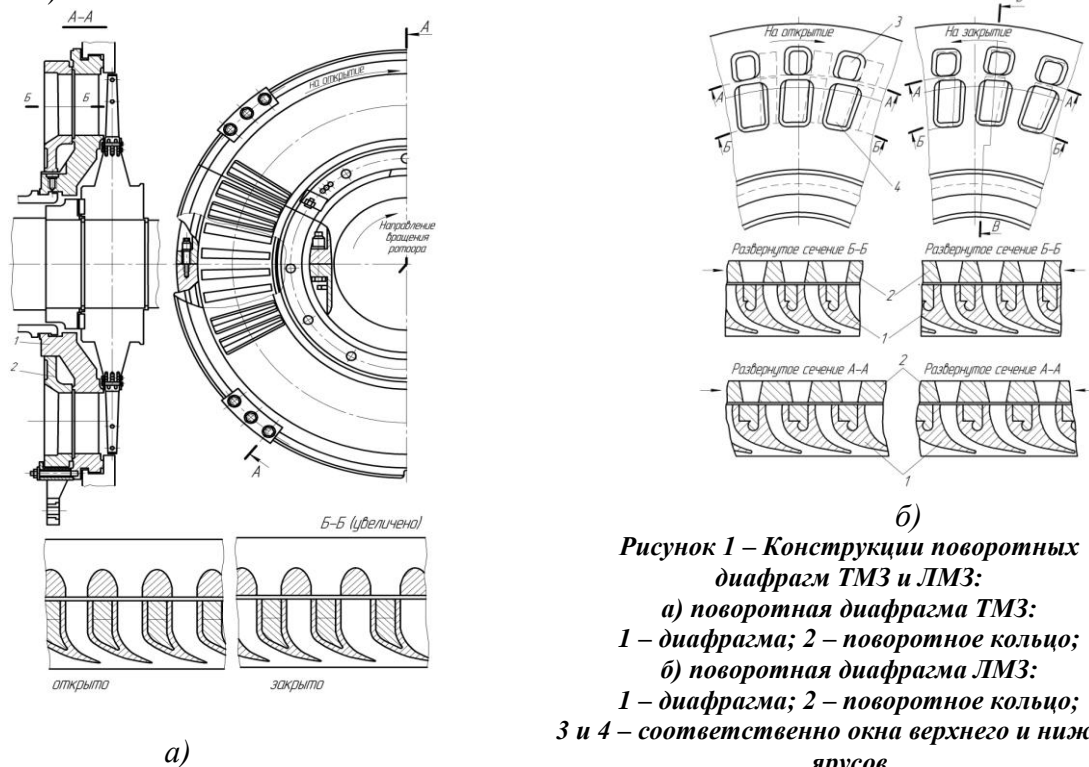 А-А
А
на открытие
Б
Б
Направление
вращения
ротоара
1
2
А
Б-Б (увеличено)
открыто
закрыто
а)
На открытие
3
На закрытие
А
А
А
А
Б
Б
Б
Б
4
В
Развернутое сечение Б-Б
Развернутое сечение Б-Б
2
1
Развернутое сечение А-А
2
Развернутое сечение А-А
1
б)
Рисунок 1 – Конструкции поворотных
диафрагм ТМЗ и ЛМЗ:
а) поворотная диафрагма ТМЗ:
1 – диафрагма; 2 – поворотное кольцо;
б) поворотная диафрагма ЛМЗ:
1 – диафрагма; 2 – поворотное кольцо;
3 и 4 – соответственно окна верхнего и ниж
ярусов